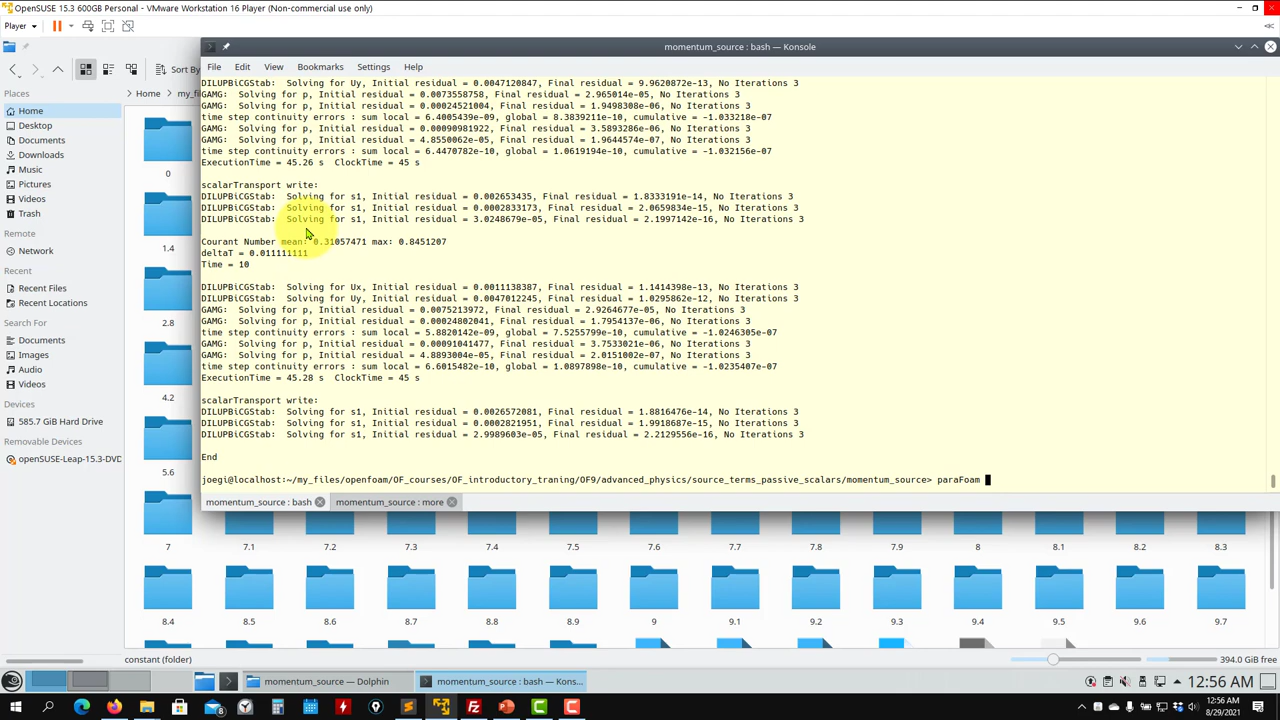 OpenSUSE 15.3 600GB Personal - VMware Workstation 16 Player (Non-commercial use only)
Player
momentum_source : bash — Konsole
File Edit View Bookmarks Settings Help
Sort By
Home
my_fi
Places
Home
Desktop
Documents
Downloads
Music
Pictures
Videos
Trash
Remote
Network
Recent
Recent Files
Recent Locations
Search For
Documents
Images
Audio
Videos
Devices
585.7 GiB Hard Drive
Removable Devices
openSUSE-Leap-15.3-DVD
0
1.4
2.8
4.2
5.6
DILUPBiCGStab:  Solving for Uy, Initial residual = 0.0047120847, Final residual = 9.9620872e-13, No Iterations 3
GAMG:  Solving for p, Initial residual = 0.0073558758, Final residual = 2.965014e-05, No Iterations 3
GAMG:  Solving for p, Initial residual = 0.00024521004, Final residual = 1.9498308e-06, No Iterations 3
time step continuity errors : sum local = 6.4005439e-09, global = 8.3839211e-10, cumulative = -1.033218e-07
GAMG:  Solving for p, Initial residual = 0.00090981922, Final residual = 3.5893286e-06, No Iterations 3
GAMG:  Solving for p, Initial residual = 4.8550062e-05, Final residual = 1.9644574e-07, No Iterations 3
time step continuity errors : sum local = 6.4470782e-10, global = 1.0619194e-10, cumulative = -1.032156e-07
ExecutionTime = 45.26 s  ClockTime = 45 s
scalarTransport write:
DILUPBiCGStab:  Solving for s1, Initial residual = 0.002653435, Final residual = 1.8333191e-14, No Iterations 3
DILUPBiCGStab:  Solving for s1, Initial residual = 0.0002833173, Final residual = 2.0659834e-15, No Iterations 3
DILUPBiCGStab:  Solving for s1, Initial residual = 3.0248679e-05, Final residual = 2.1997142e-16, No Iterations 3
Courant Number mean: 0.31057471 max: 0.8451207
deltaT = 0.011111111
Time = 10
DILUPBiCGStab:  Solving for Ux, Initial residual = 0.0011138387, Final residual = 1.1414398e-13, No Iterations 3
DILUPBiCGStab:  Solving for Uy, Initial residual = 0.0047012245, Final residual = 1.0295862e-12, No Iterations 3
GAMG:  Solving for p, Initial residual = 0.0075213972, Final residual = 2.9264677e-05, No Iterations 3
GAMG:  Solving for p, Initial residual = 0.00024802041, Final residual = 1.7954137e-06, No Iterations 3
time step continuity errors : sum local = 5.8820142e-09, global = 7.5255799e-10, cumulative = -1.0246305e-07
GAMG:  Solving for p, Initial residual = 0.00091041477, Final residual = 3.7533021e-06, No Iterations 3
GAMG:  Solving for p, Initial residual = 4.8893004e-05, Final residual = 2.0151002e-07, No Iterations 3
time step continuity errors : sum local = 6.6015482e-10, global = 1.0897898e-10, cumulative = -1.0235407e-07
ExecutionTime = 45.28 s  ClockTime = 45 s
scalarTransport write:
DILUPBiCGStab:  Solving for s1, Initial residual = 0.0026572081, Final residual = 1.8816476e-14, No Iterations 3
DILUPBiCGStab:  Solving for s1, Initial residual = 0.0002821951, Final residual = 1.9918687e-15, No Iterations 3
DILUPBiCGStab:  Solving for s1, Initial residual = 2.9989603e-05, Final residual = 2.2129556e-16, No Iterations 3
End
joegi@localhost:~/my_files/openfoam/OF_courses/OF_introductory_traning/OF9/advanced_physics/source_terms_passive_scalars/momentum_source> paraFoam
momentum_source : bash momentum_source : more
7 7.1 7.2 7.3 7.4 7.5 7.6 7.7 7.8 7.9 8 8.1 8.2 8.3
8.4 8.5 8.6 8.7 8.8 8.9 9 9.1 9.2 9.3 9.4 9.5 9.6 9.7
constant (folder) 394.0 GiB free
momentum_source — Dolphin momentum_source : bash — Kons... 12:56 AM
12:56 AM
8/29/2021